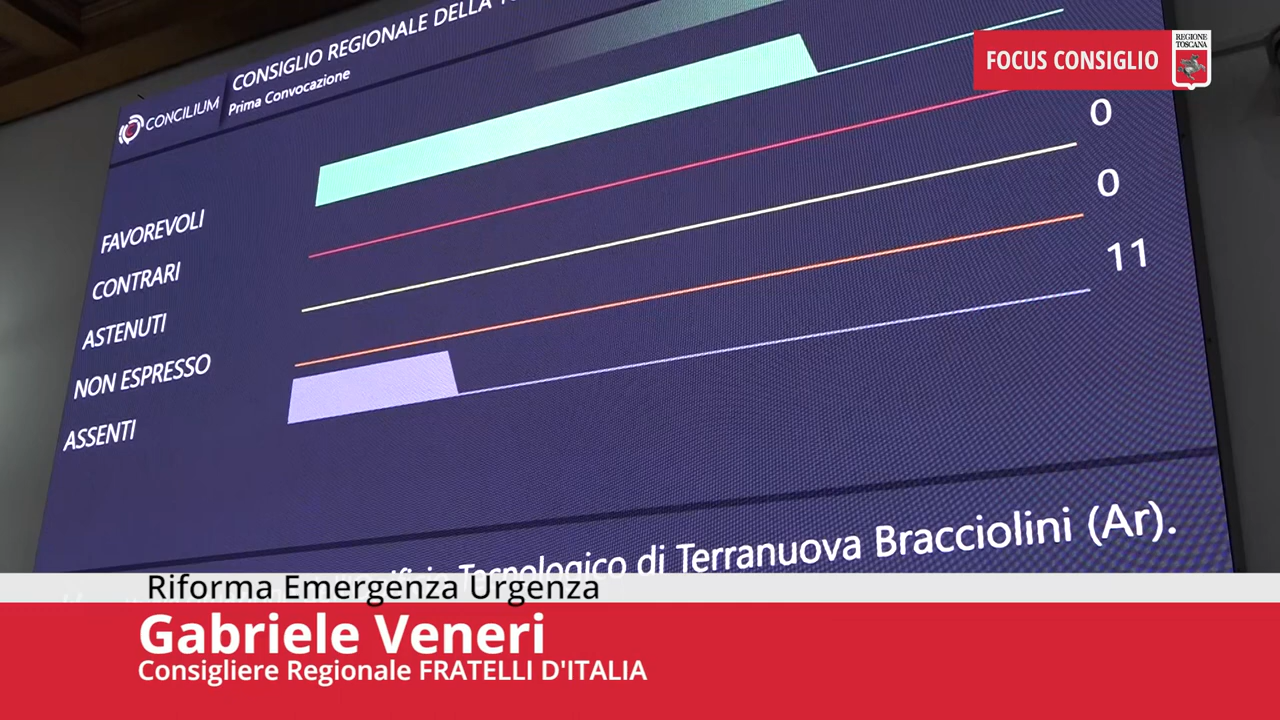 CONSIGLIO REGIONALE DELLA
Prima Convocazione
CONCILIUM
FOCUS CONSIGLIO
REGIONE
TOSCANA
FAVOREVOLI
CONTRARI
0
ASTENUTI
0
NON ESPRESSO
11
ASSENTI
Tecnologico di Terranuova Bracciolini (Ar).
Riforma Emergenza Urgenza
Gabriele Veneri
Consigliere Regionale FRATELLI D'ITALIA